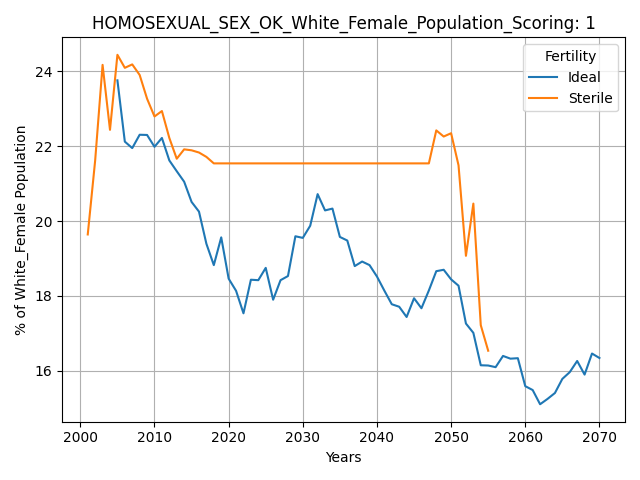 HOMOSEXUAL_SEX_OK_White_Female_Population_Scoring: 1
Fertility
Ideal
Sterile
% of White_Female Population
24
22
20
18
16
2000 2010 2020 2030 2040 2050 2060 2070
Years